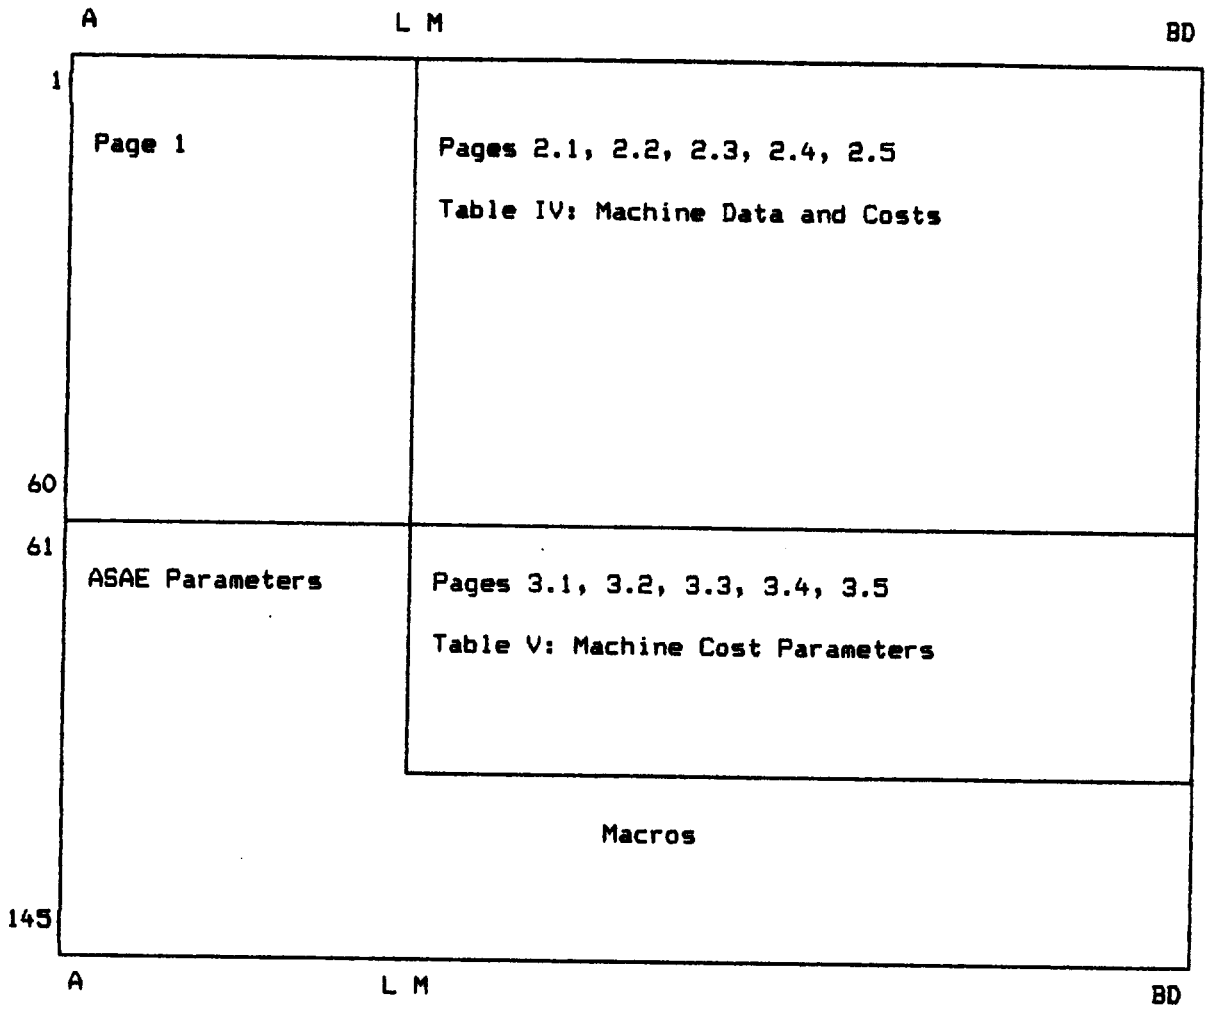 A L M BD
1
Page 1
Pages 2.1, 2.2, 2.3, 2.4, 2.5
Table IV: Machine Data and Costs
60
61
ASAE Parameters
Pages 3.1, 3.2, 3.3, 3.4, 3.5
Table V: Machine Cost Parameters
Macros
145
A L M BD